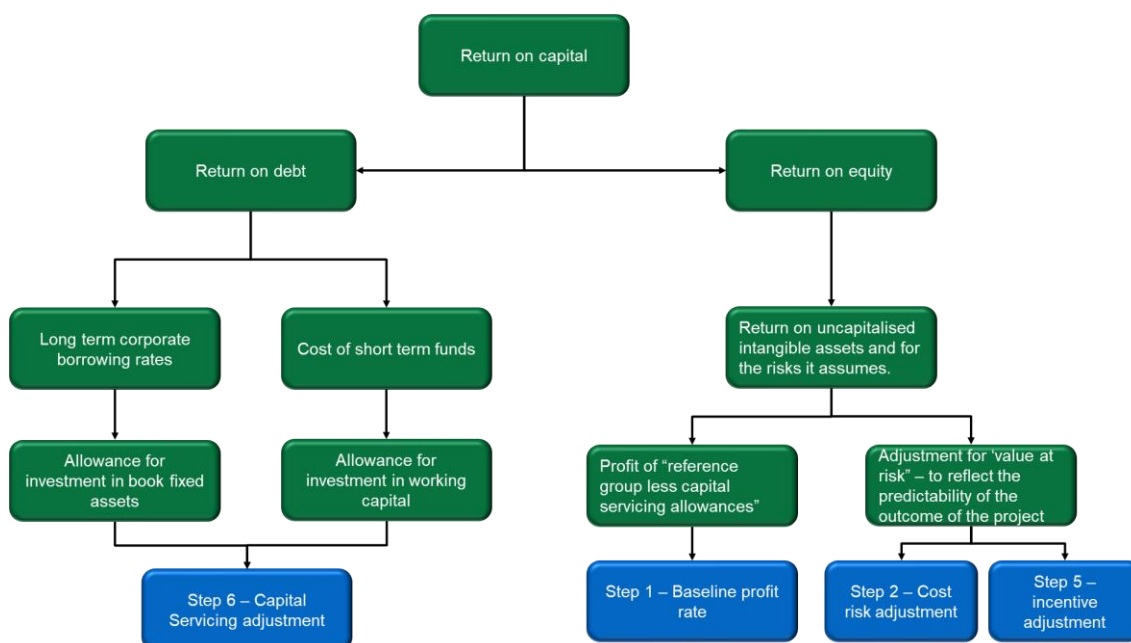 Return on capital
Return on debt
Return on equity
Long term corporate
borrowing rates
Cost of short term funds
Return on uncapitalised
intangible assets and for
the risks it assumes.
Allowance for
investment in book fixed
assets
Allowance for
investment in working
capital
Profit of “reference
group less capital
servicing allowances”
Adjustment for ‘value at
risk” – to reflect the
predictability of the
outcome of the project
Step 6 – Capital
Servicing adjustment
Step 1 – Baseline profit
rate
Step 2 – Cost
risk adjustment
Step 5 –
incentive
adjustment